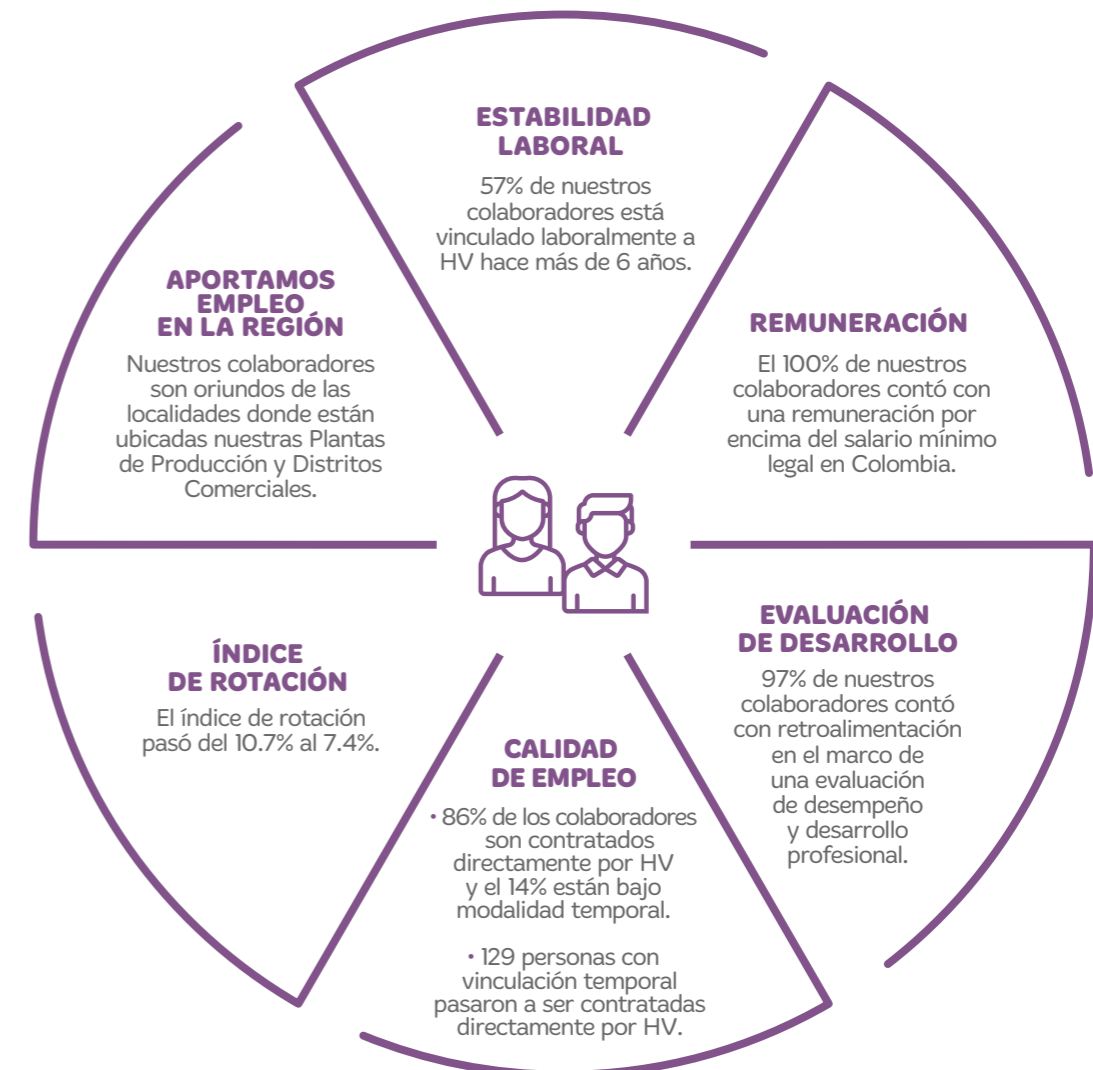 ESTABILIDAD
LABORAL
57% de nuestros
colaboradores está
vinculado laboralmente a
HV hace más de 6 años.
REMUNERACIÓN
El 100% de nuestros
colaboradores contó con
una remuneración por
encima del salario mínimo
legal en Colombia.
EVALUACIÓN
DE DESARROLLO
97% de nuestros
colaboradores contó
con retroalimentación
en el marco de
una evaluación
de desempeño
y desarrollo
profesional.
CALIDAD
DE EMPLEO
• 86% de los colaboradores
son contratados
directamente por HV
y el 14% están bajo
modalidad temporal.
• 129 personas con
vinculación temporal
pasaron a ser contratadas
directamente por HV.
ÍNDICE
DE ROTACIÓN
El índice de rotación
pasó del 10.7% al 7.4%.
APORTAMOS
EMPLEO
EN LA REGIÓN
Nuestros colaboradores
son oriundos de las
localidades donde están
ubicadas nuestras Plantas
de Producción y Distritos
Comerciales.